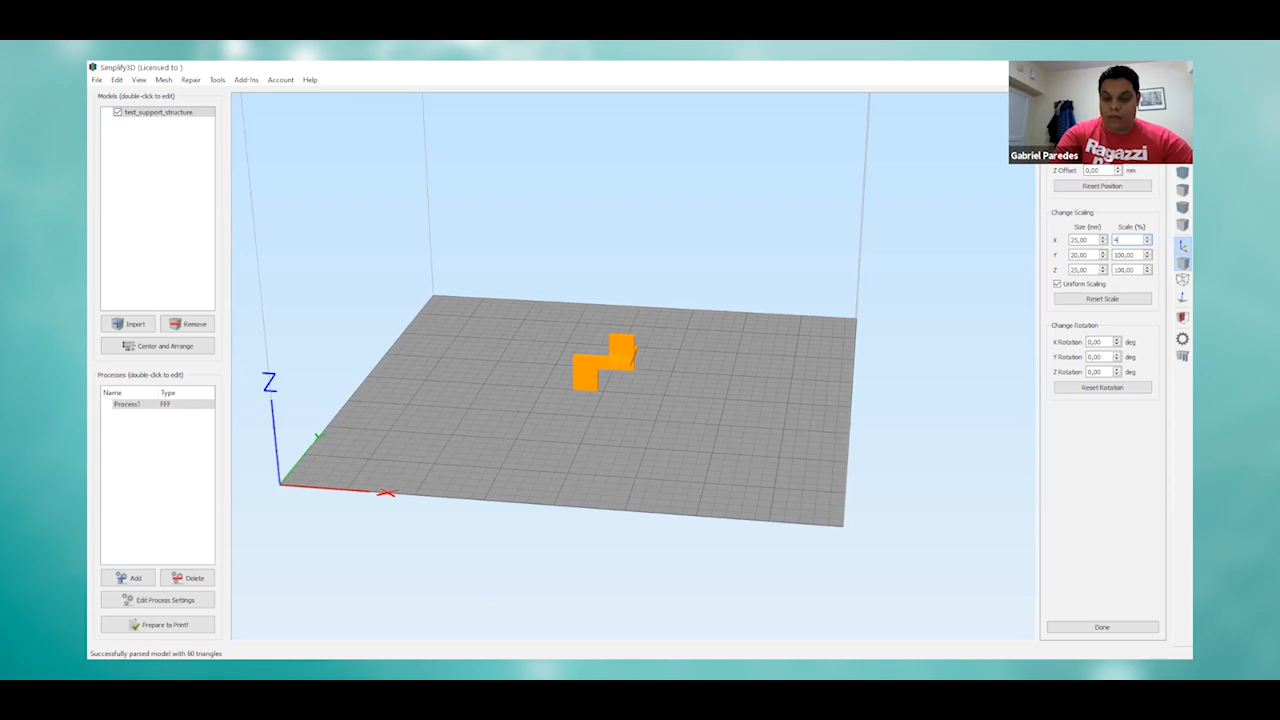 Simplify3D (Licensed to )
File Edit View Mesh Repair Tools Add-Ins Account Help
Models (double-click to edit)
test_support_structure
Import Remove
Center and Arrange
Processes (double-click to edit)
Name Type
Process1 FFF
Add Delete
Edit Process Settings
Prepare to Print!
Successfully parsed model with 60 triangles
Z
Y
X
Ragazzi
Gabriel Paredes
Z Offset: 0,00 mm
Reset Position
Change Scaling
Size (mm) Scale (%)
X 25,00 4
Y 20,00 100,00
Z 25,00 100,00
Uniform Scaling
Reset Scale
Change Rotation
X Rotation 0,00 deg
Y Rotation 0,00 deg
Z Rotation 0,00 deg
Reset Rotation
Done